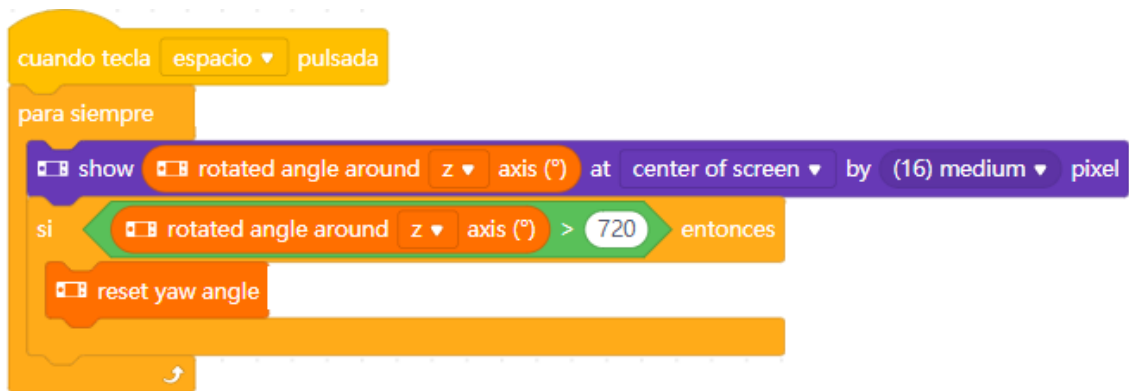 cuando tecla espacio pulsada
para siempre
show rotated angle around z axis (°) at center of screen by (16) medium pixel
si rotated angle around z axis (°) > 720 entonces
reset yaw angle